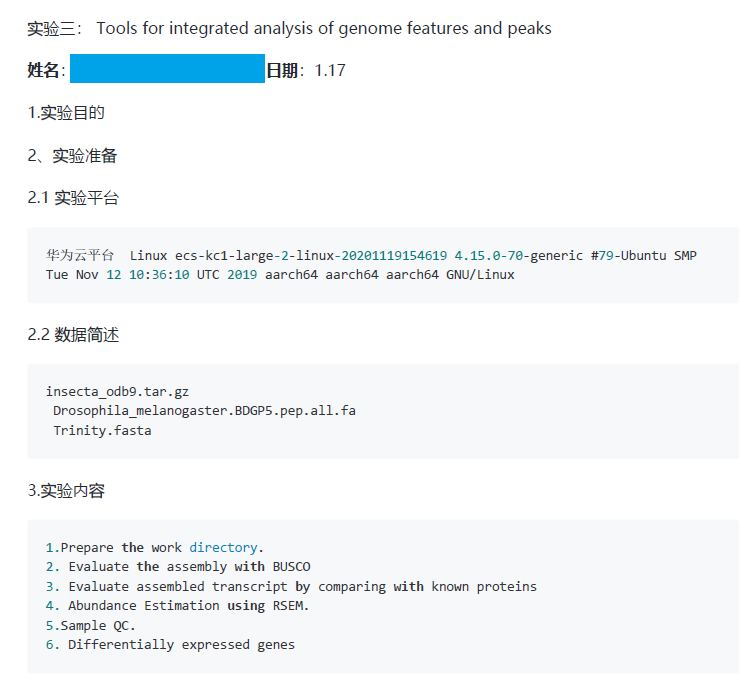 实验三： Tools for integrated analysis of genome features and peaks
姓名： 日期：1.17
1.实验目的
2、实验准备
2.1 实验平台
华为云平台 Linux ecs-kc1-large-2-linux-20201119154619 4.15.0-70-generic #79-Ubuntu SMP
Tue Nov 12 10:36:10 UTC 2019 aarch64 aarch64 aarch64 GNU/Linux
2.2 数据简述
insecta_odb9.tar.gz
Drosophila_melanogaster.BDGP5.pep.all.fa
Trinity.fasta
3.实验内容
1.Prepare the work directory.
2. Evaluate the assembly with BUSCO
3. Evaluate assembled transcript by comparing with known proteins
4. Abundance Estimation using RSEM.
5.Sample QC.
6. Differentially expressed genes